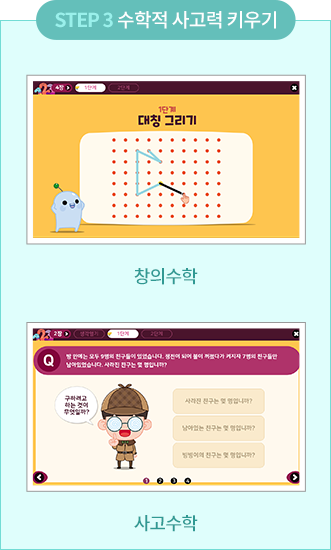 STEP 3 수학적 사고력 키우기
4장
1단계
2단계
1단계
대칭 그리기
창의수학
2장
생각열기
1단계
2단계
Q
방 안에는 모두 9명의 친구들이 있었습니다. 정전이 되어 불이 꺼졌다가 켜지자 7명의 친구들만
남아있었습니다. 사라진 친구는 몇 명입니까?
구하려고
하는 것이
무엇일까?
사라진 친구는 몇 명입니까?
남아있는 친구는 몇 명입니까?
방방이의 친구는 몇 명입니까?
1 2 3 4
사고수학